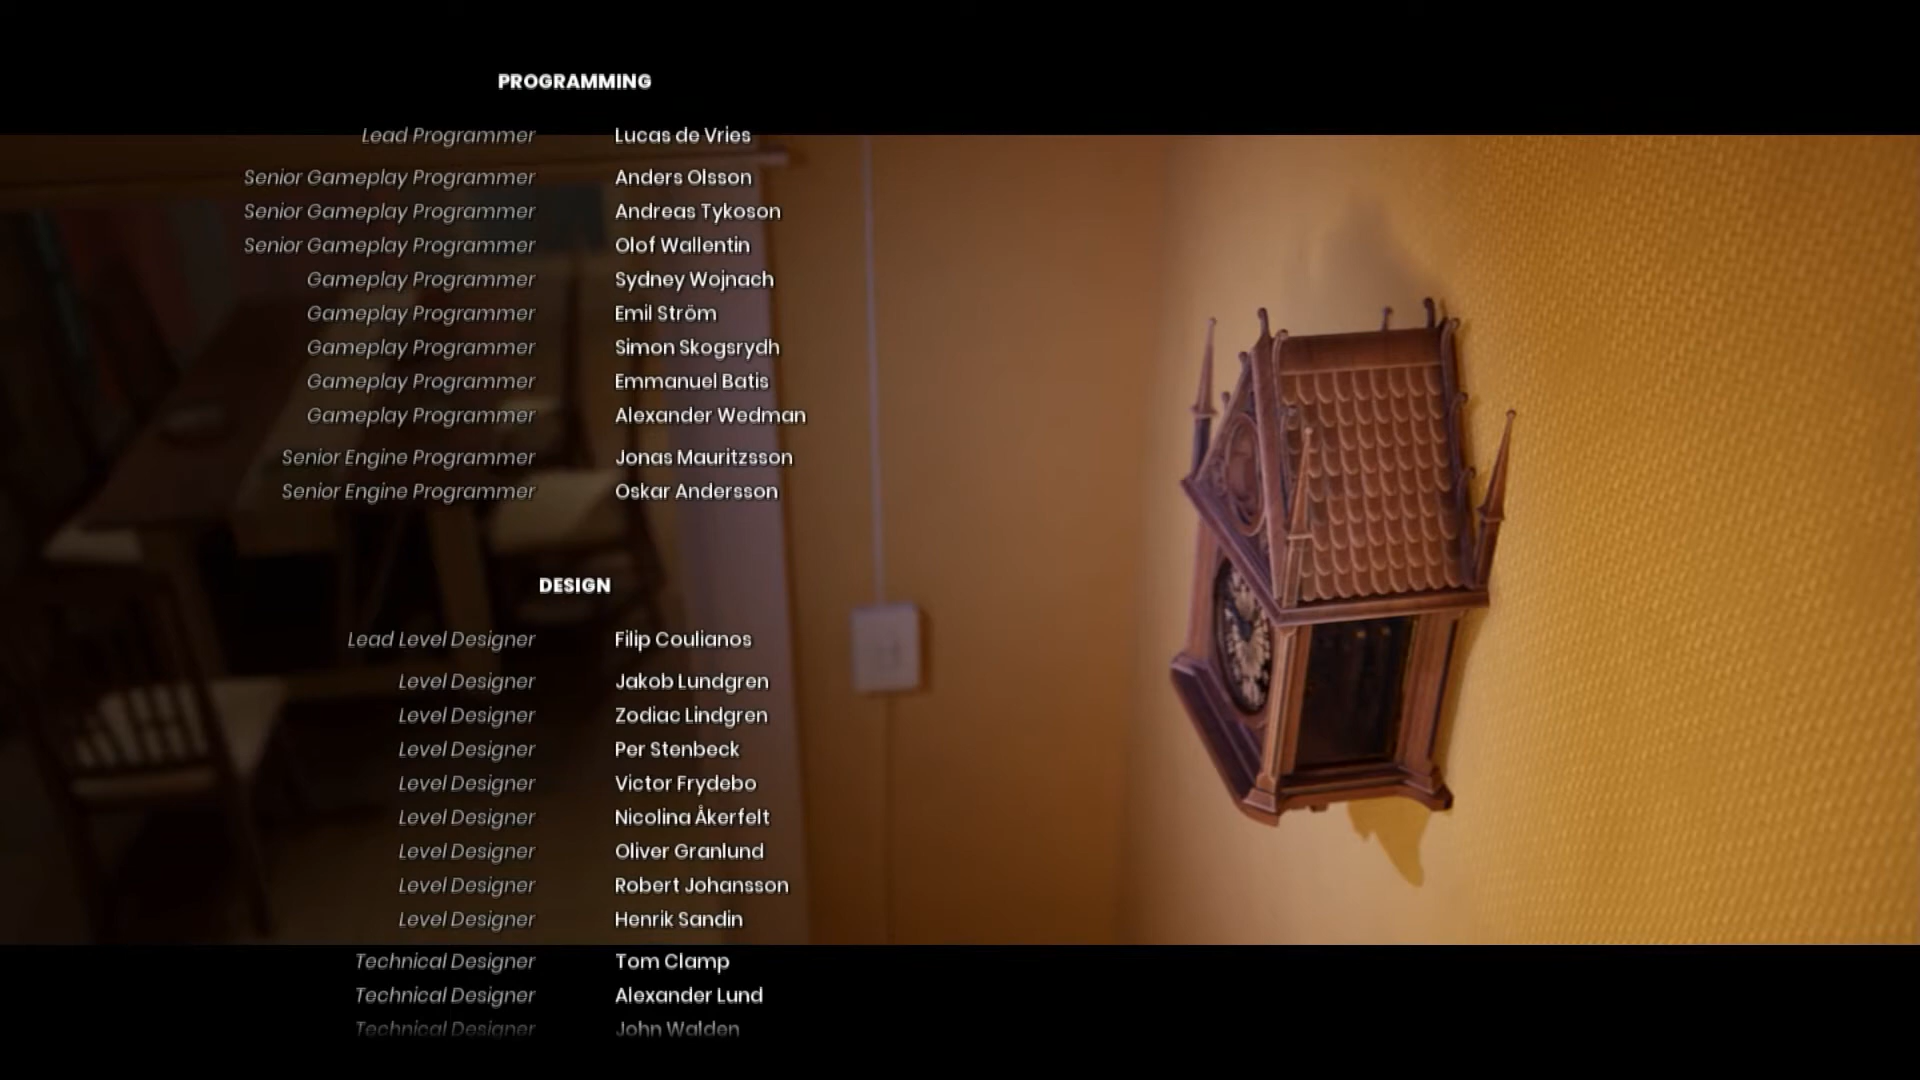 PROGRAMMING
Lead Programmer Lucas de Vries
Senior Gameplay Programmer Anders Olsson
Senior Gameplay Programmer Andreas Tykoson
Senior Gameplay Programmer Olof Wallentin
Gameplay Programmer Sydney Wojnach
Gameplay Programmer Emil Ström
Gameplay Programmer Simon Skogsrydh
Gameplay Programmer Emmanuel Batis
Gameplay Programmer Alexander Wedman
Senior Engine Programmer Jonas Mauritzsson
Senior Engine Programmer Oskar Andersson
DESIGN
Lead Level Designer Filip Coulianos
Level Designer Jakob Lundgren
Level Designer Zodiac Lindgren
Level Designer Per Stenbeck
Level Designer Victor Frydebo
Level Designer Nicolina Åkerfelt
Level Designer Oliver Granlund
Level Designer Robert Johansson
Level Designer Henrik Sandin
Technical Designer Tom Clamp
Technical Designer Alexander Lund
Technical Designer John Walden